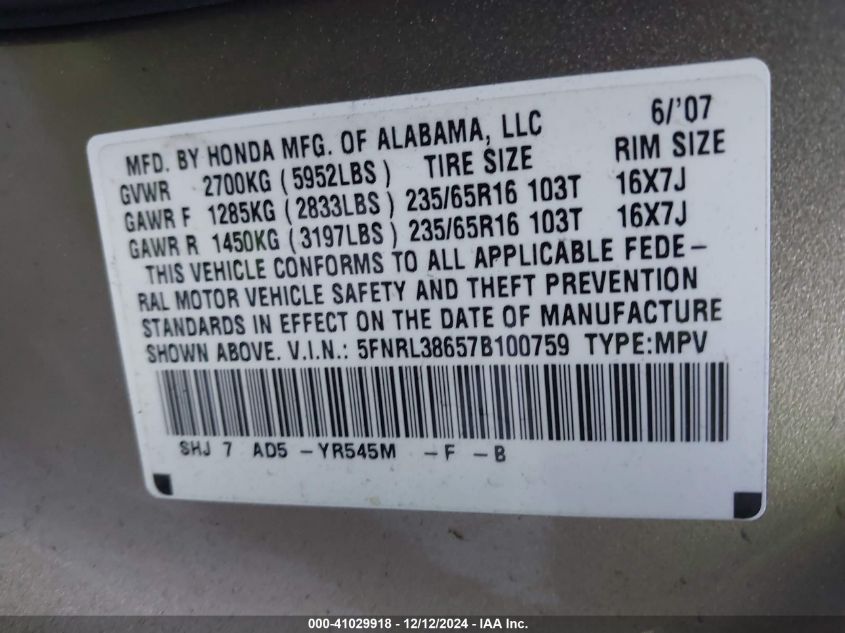 6/'07
MFD. BY HONDA MFG. OF ALABAMA, LLC
GVWR 2700KG (5952LBS) TIRE SIZE RIM SIZE
GAWR F 1285KG (2833LBS) 235/65R16 103T 16X7J
GAWR R 1450KG (3197LBS) 235/65R16 103T 16X7J
THIS VEHICLE CONFORMS TO ALL APPLICABLE FEDE-
RAL MOTOR VEHICLE SAFETY AND THEFT PREVENTION
STANDARDS IN EFFECT ON THE DATE OF MANUFACTURE
SHOWN ABOVE. V.I.N.: 5FNRL38657B100759 TYPE:MPV
SHJ 7 AD5 -YR545M -F -B
000-41029918 - 12/12/2024 - IAA Inc.